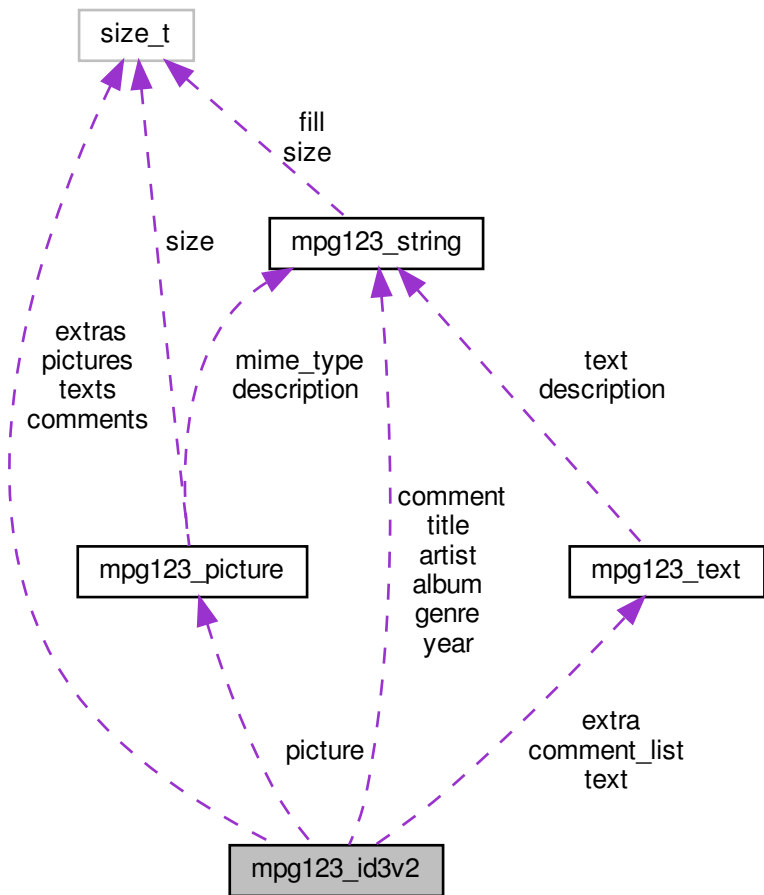 size_t
fill
size
mpg123_string
size
extras
pictures
texts
comments
mime_type
description
text
description
comment
title
artist
album
genre
year
mpg123_picture
mpg123_text
picture
extra
comment_list
text
mpg123_id3v2